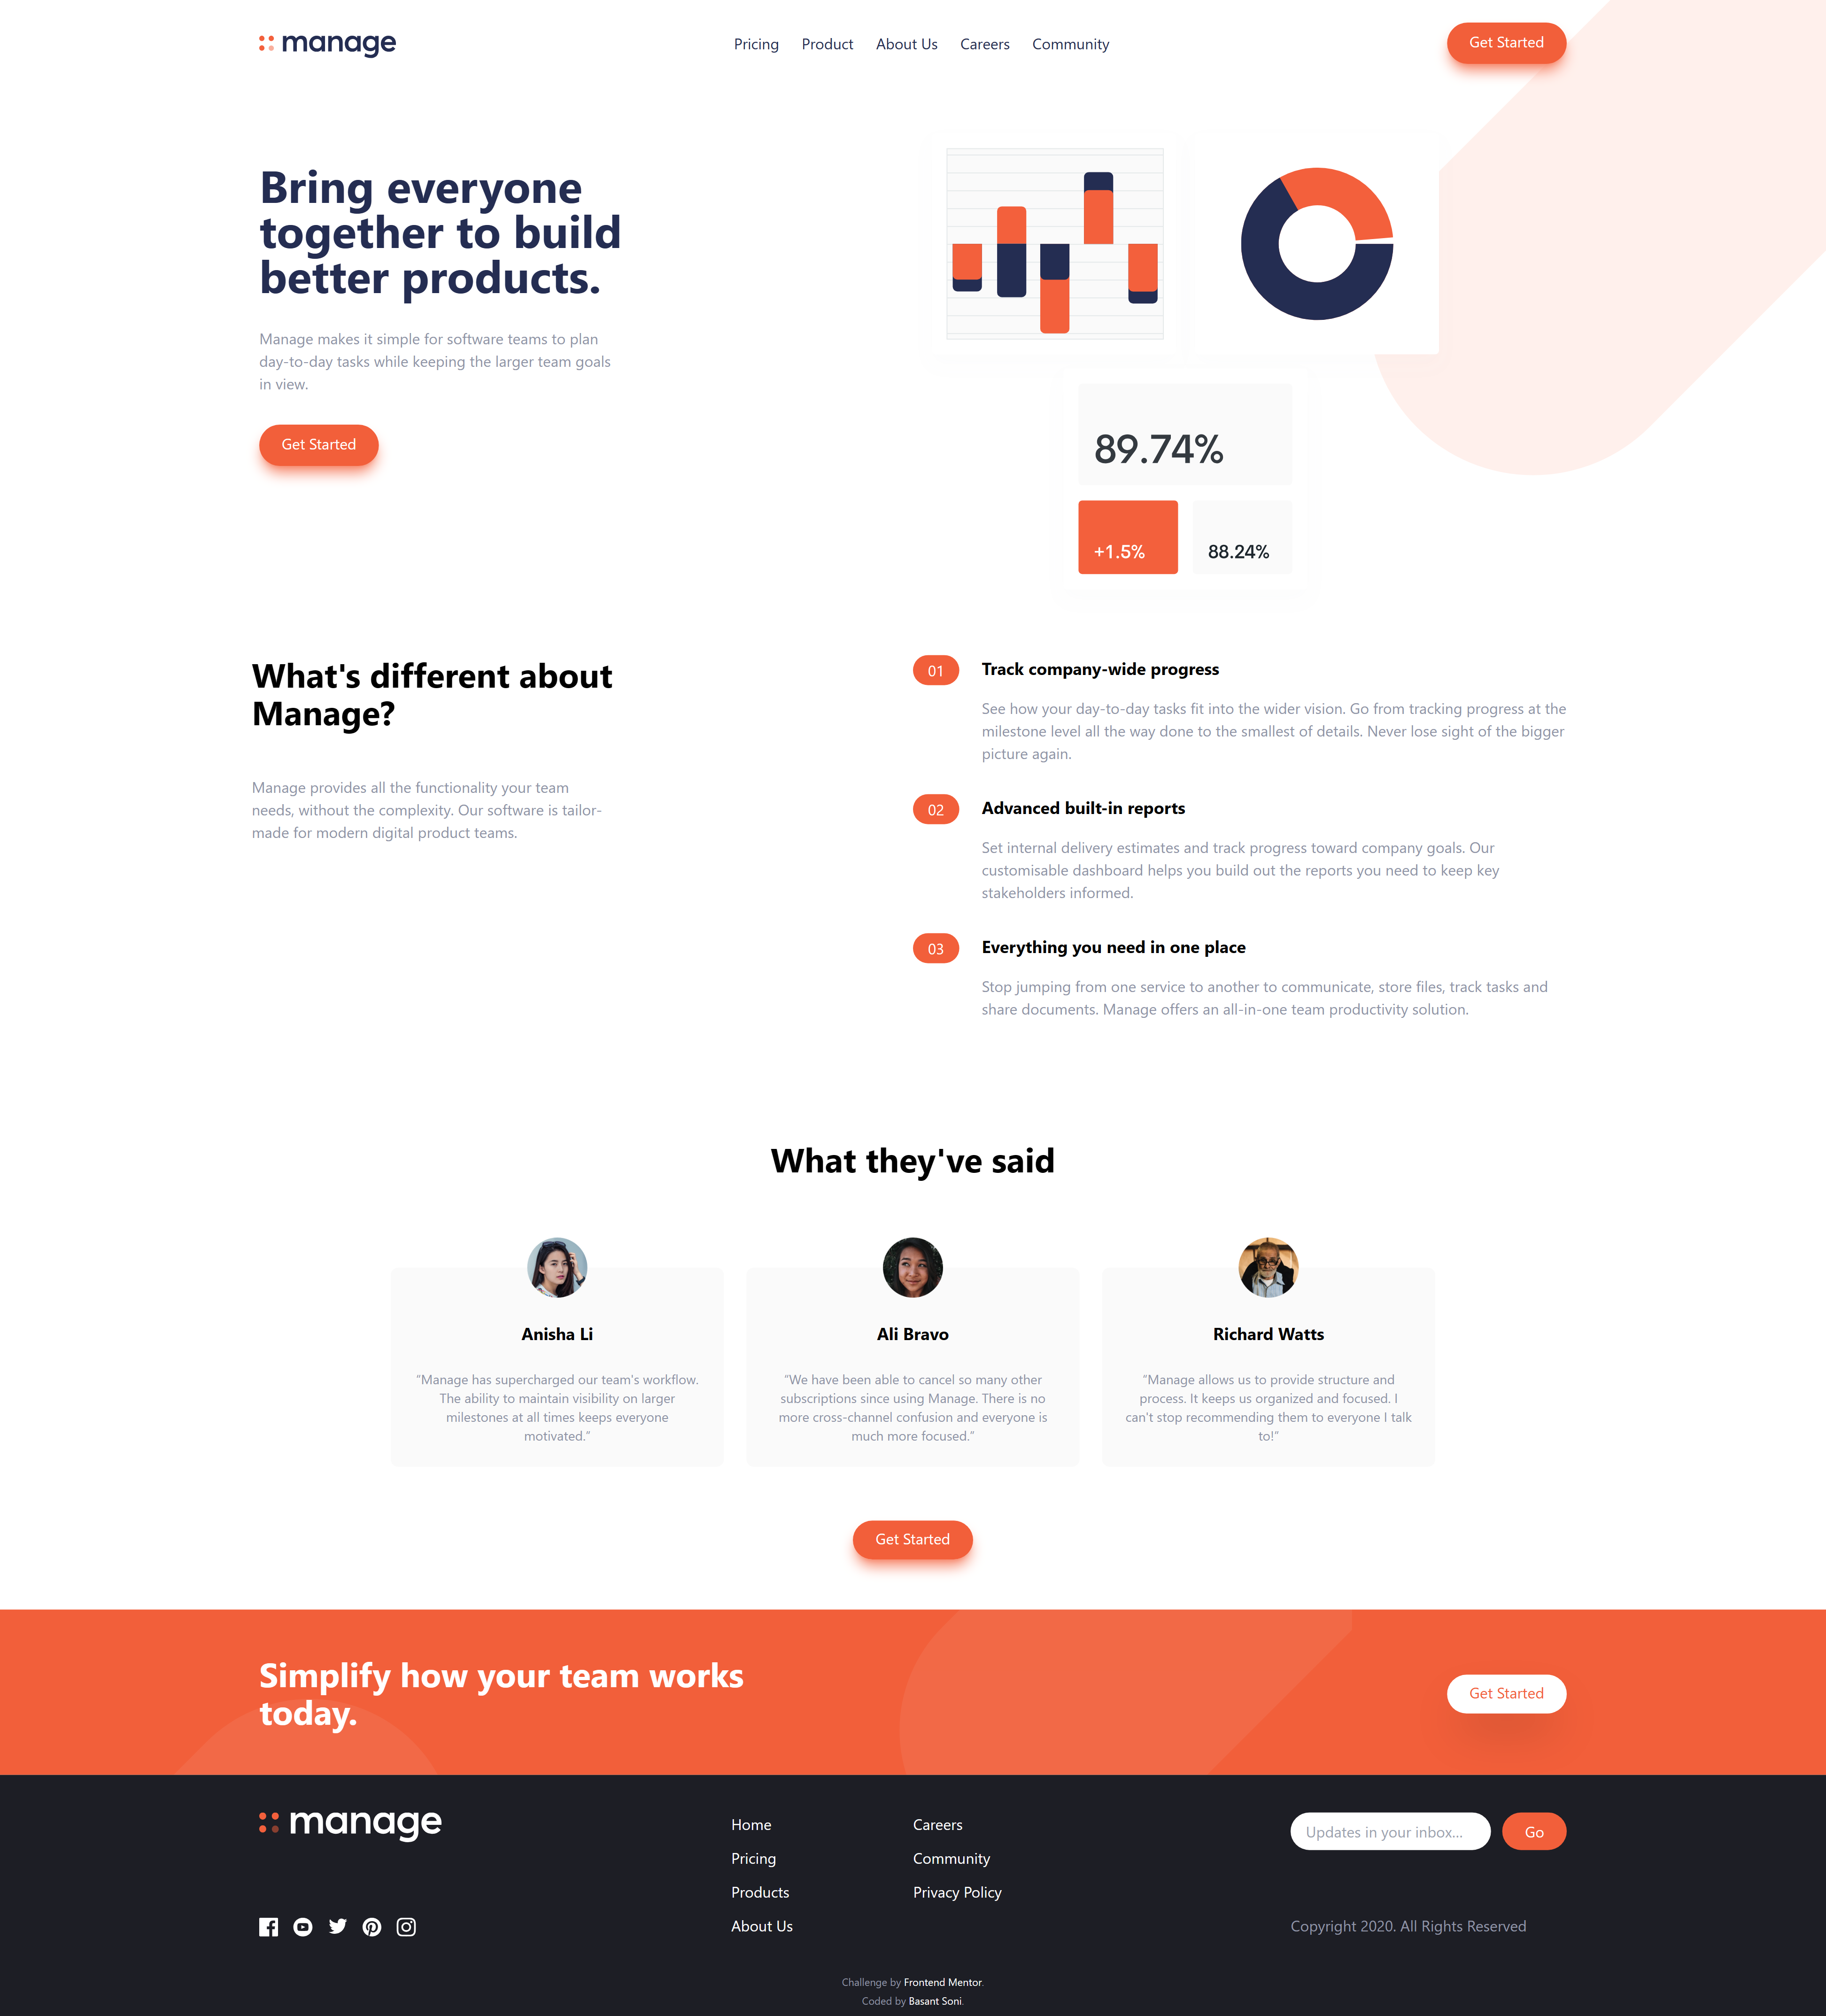 manage
Pricing Product About Us Careers Community
Get Started
Bring everyone
together to build
better products.
Manage makes it simple for software teams to plan
day-to-day tasks while keeping the larger team goals
in view.
Get Started
89.74%
+1.5%
88.24%
What's different about
Manage?
Manage provides all the functionality your team
needs, without the complexity. Our software is tailor-
made for modern digital product teams.
01
Track company-wide progress
See how your day-to-day tasks fit into the wider vision. Go from tracking progress at the
milestone level all the way done to the smallest of details. Never lose sight of the bigger
picture again.
02
Advanced built-in reports
Set internal delivery estimates and track progress toward company goals. Our
customisable dashboard helps you build out the reports you need to keep key
stakeholders informed.
03
Everything you need in one place
Stop jumping from one service to another to communicate, store files, track tasks and
share documents. Manage offers an all-in-one team productivity solution.
What they've said
Anisha Li
“Manage has supercharged our team's workflow.
The ability to maintain visibility on larger
milestones at all times keeps everyone
motivated.”
Ali Bravo
“We have been able to cancel so many other
subscriptions since using Manage. There is no
more cross-channel confusion and everyone is
much more focused.”
Richard Watts
“Manage allows us to provide structure and
process. It keeps us organized and focused. I
can't stop recommending them to everyone I talk
to!”
Get Started
Simplify how your team works
today.
Get Started
manage
Home
Pricing
Products
About Us
Careers
Community
Privacy Policy
Updates in your inbox...
Go
Copyright 2020. All Rights Reserved
Challenge by Frontend Mentor.
Coded by Basant Soni.